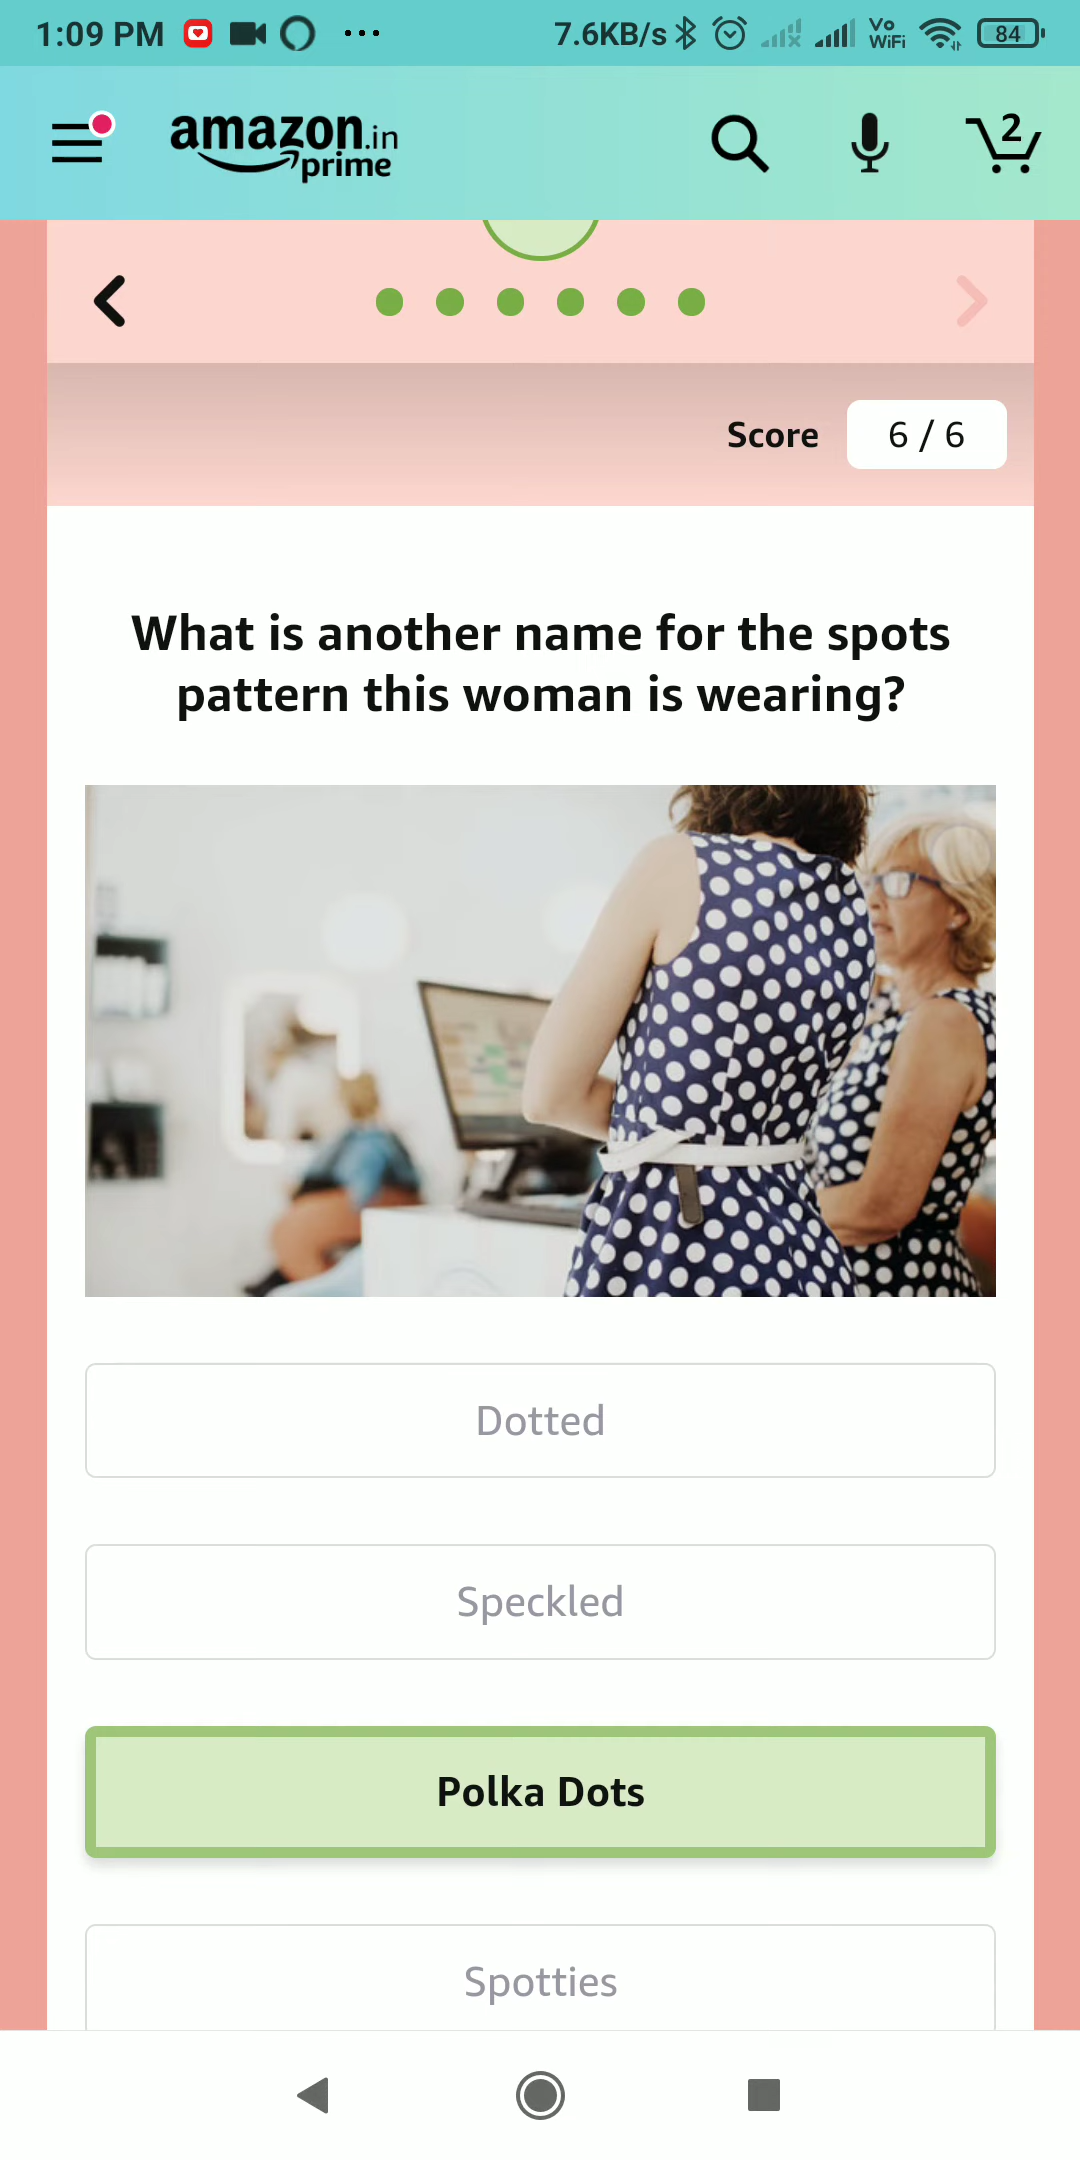 1:09 PM
7.6KB/s
Vo
WiFi
84
amazon.in
prime
2
Score 6 / 6
What is another name for the spots
pattern this woman is wearing?
Dotted
Speckled
Polka Dots
Spotties